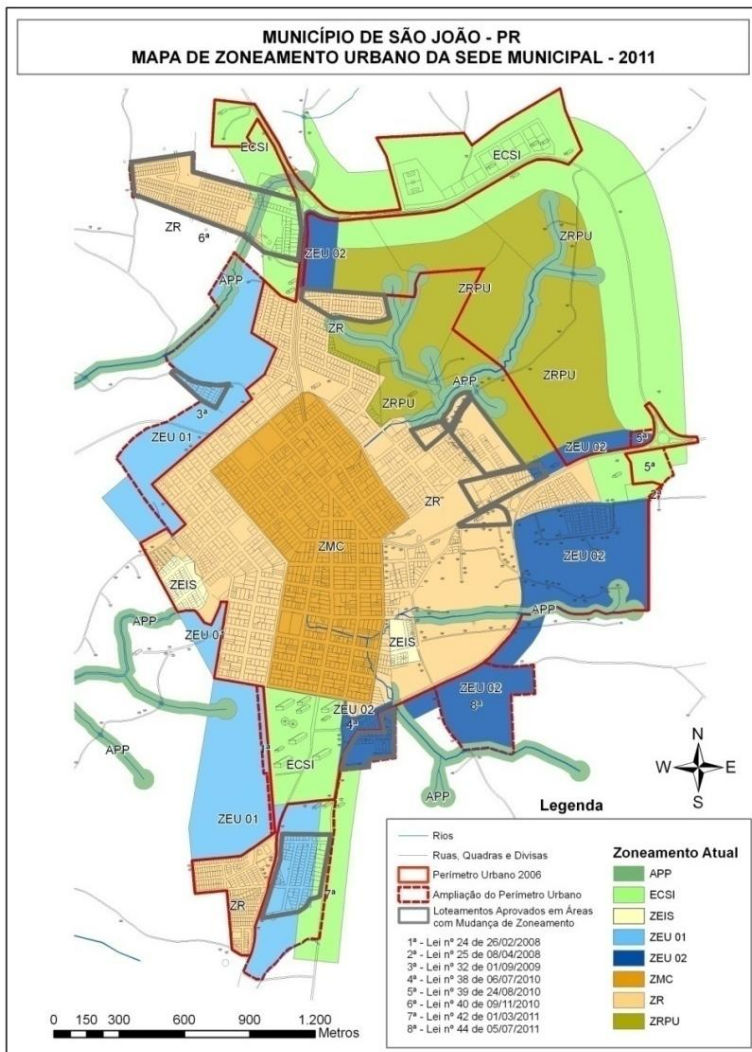 MUNICÍPIO DE SÃO JOÃO - PR
MAPA DE ZONEAMENTO URBANO DA SEDE MUNICIPAL - 2011
ECSI
ECSI
ZR
6ª
ZEU 02
ZRPU
APP
ZRPU
ZR
ZRPU
APP
ZRPU
3ª
ZEU 01
ZEU 02
3ª
5ª
2ª
ZR
ZMC
ZEU 02
ZEIS
APP
APP
ZEU 01
ZEIS
ZEU 02
ZEU 02
8ª
4ª
1ª
ECSI
APP
APP
ZEU 01
7ª
ZR
N
W E
S
Legenda
Rios
Ruas, Quadras e Divisas
Perímetro Urbano 2006
Ampliação do Perímetro Urbano
Loteamentos Aprovados em Áreas
com Mudança de Zoneamento
1ª - Lei nº 24 de 26/02/2008
2ª - Lei nº 25 de 08/04/2008
3ª - Lei nº 32 de 01/09/2009
4ª - Lei nº 38 de 06/07/2010
5ª - Lei nº 39 de 24/08/2010
6ª - Lei nº 40 de 09/11/2010
7ª - Lei nº 42 de 01/03/2011
8ª - Lei nº 44 de 05/07/2011
Zoneamento Atual
APP
ECSI
ZEIS
ZEU 01
ZEU 02
ZMC
ZR
ZRPU
0 150 300 600 900 1.200
Metros